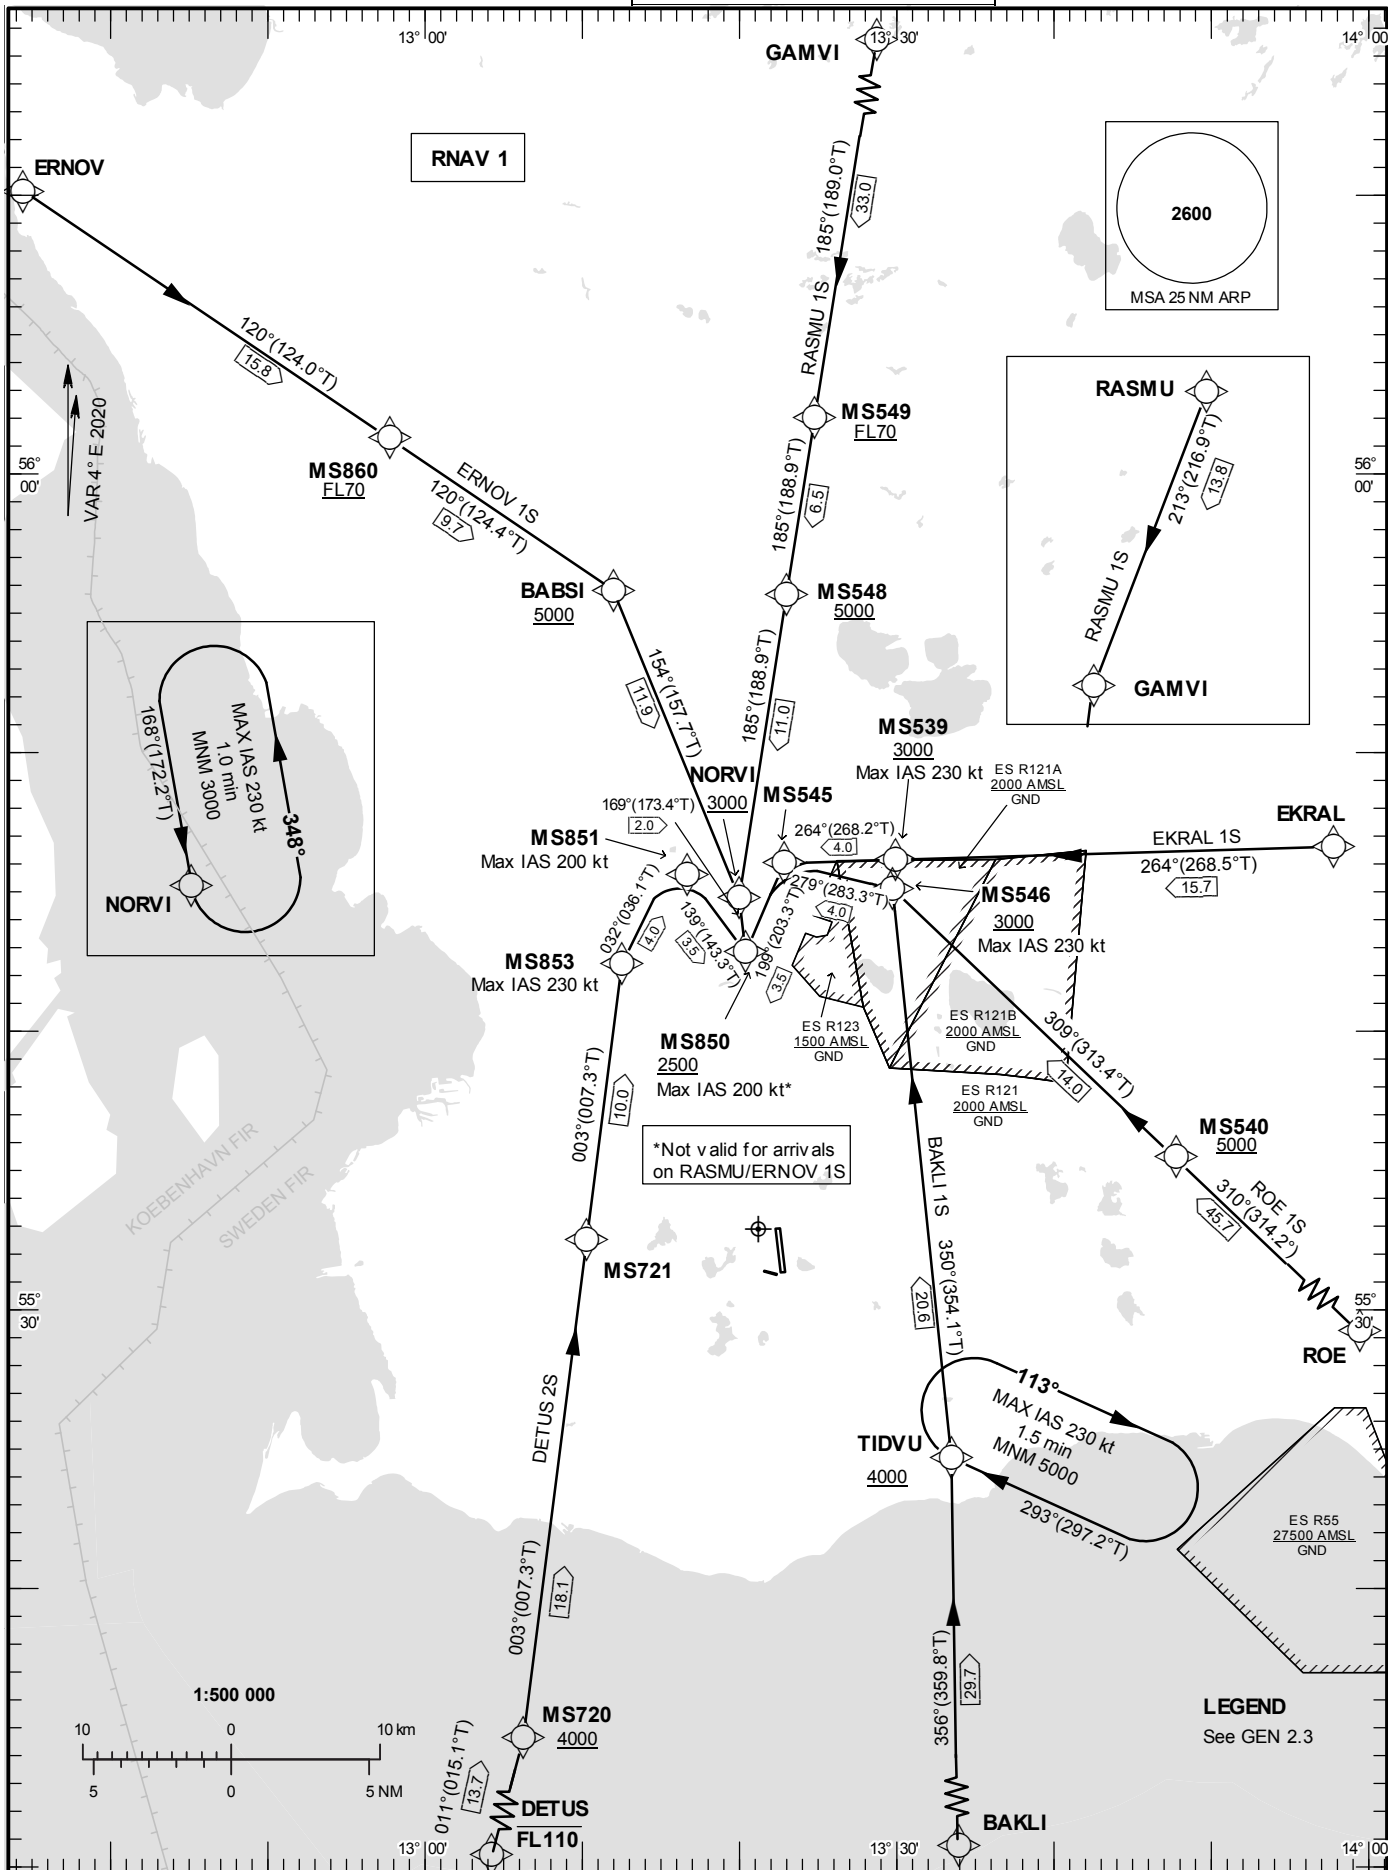 13° 00'
GAMVI
13° 30'
14° 00'
ERNOV
RNAV 1
2600
MSA 25 NM ARP
185°(189.0°T)
33.0
RASMU 1S
120°(124.0°T)
15.8
VAR 4° E 2020
RASMU
213°(216.9°T)
13.8
RASMU 1S
GAMVI
MS549
FL70
MS860
FL70
ERNOV 1S
120°(124.4°T)
9.7
56°
00'
56°
00'
185°(188.9°T)
6.5
BABSI
5000
MS548
5000
154°(157.7°T)
11.9
185°(188.9°T)
11.0
168°(172.2°T)
MAX IAS 230 kt
1.0 min
MNM 3000
348°
NORVI
MS539
3000
Max IAS 230 kt
NORVI
3000
MS545
ES R121A
2000 AMSL
GND
EKRAL
169°(173.4°T)
2.0
MS851
Max IAS 200 kt
264°(268.2°T)
4.0
EKRAL 1S
264°(268.5°T)
15.7
279°(283.3°T)
4.0
MS546
3000
Max IAS 230 kt
032°(036.1°T)
4.0
139°(143.3°T)
3.5
199°(203.3°T)
3.5
MS853
Max IAS 230 kt
ES R123
1500 AMSL
GND
ES R121B
2000 AMSL
GND
309°(313.4°T)
14.0
MS850
2500
Max IAS 200 kt*
ES R121
2000 AMSL
GND
003°(007.3°T)
10.0
*Not valid for arrivals
on RASMU/ERNOV 1S
MS540
5000
KOEBENHAVN FIR
SWEDEN FIR
BAKLI 1S
350°(354.1°T)
20.6
ROE 1S
310°(314.2°)
45.7
MS721
55°
30'
55°
30'
ROE
DETUS 2S
113°
MAX IAS 230 kt
1.5 min
MNM 5000
293°(297.2°T)
TIDVU
4000
ES R55
27500 AMSL
GND
003°(007.3°T)
18.1
356°(359.8°T)
29.7
1:500 000
10 0 10 km
5 0 5 NM
MS720
4000
LEGEND
See GEN 2.3
011°(015.1°T)
13.7
DETUS
FL110
BAKLI
13° 00'
13° 30'
14° 00'